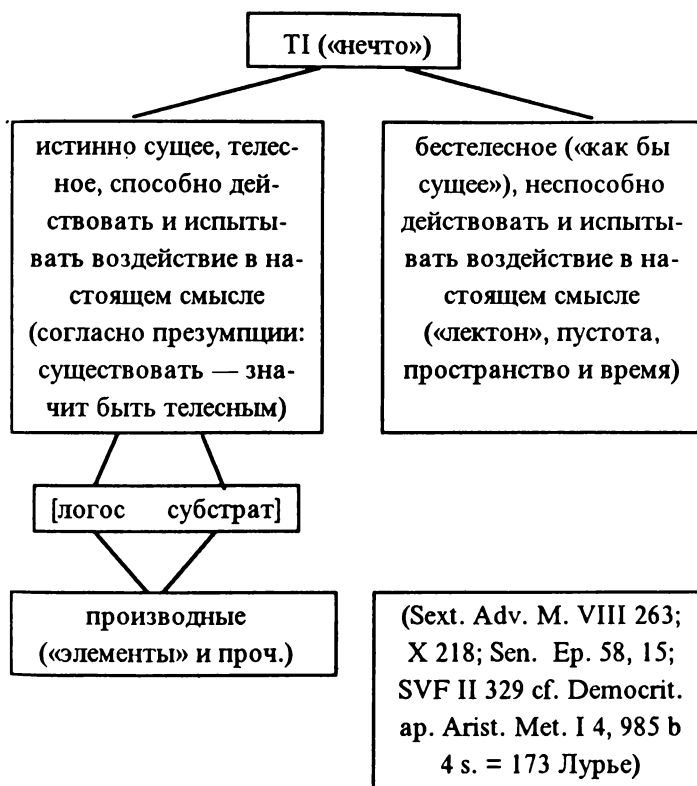 TI («нечто»)
истинно сущее, телес-
ное, способно дей-
ствовать и испыты-
вать воздействие в на-
стоящем смысле
(согласно презумпции:
существовать — зна-
чит быть телесным)
бестелесное («как бы
сущее»), неспособно
действовать и испыты-
вать воздействие в на-
стоящем смысле
(«лектон», пустота,
пространство и время)
[логос субстрат]
производные
(«элементы» и проч.)
(Sext. Adv. M. VIII 263;
X 218; Sen. Ep. 58, 15;
SVF II 329 cf. Democrit.
ap. Arist. Met. I 4, 985 b
4 s. = 173 Лурье)